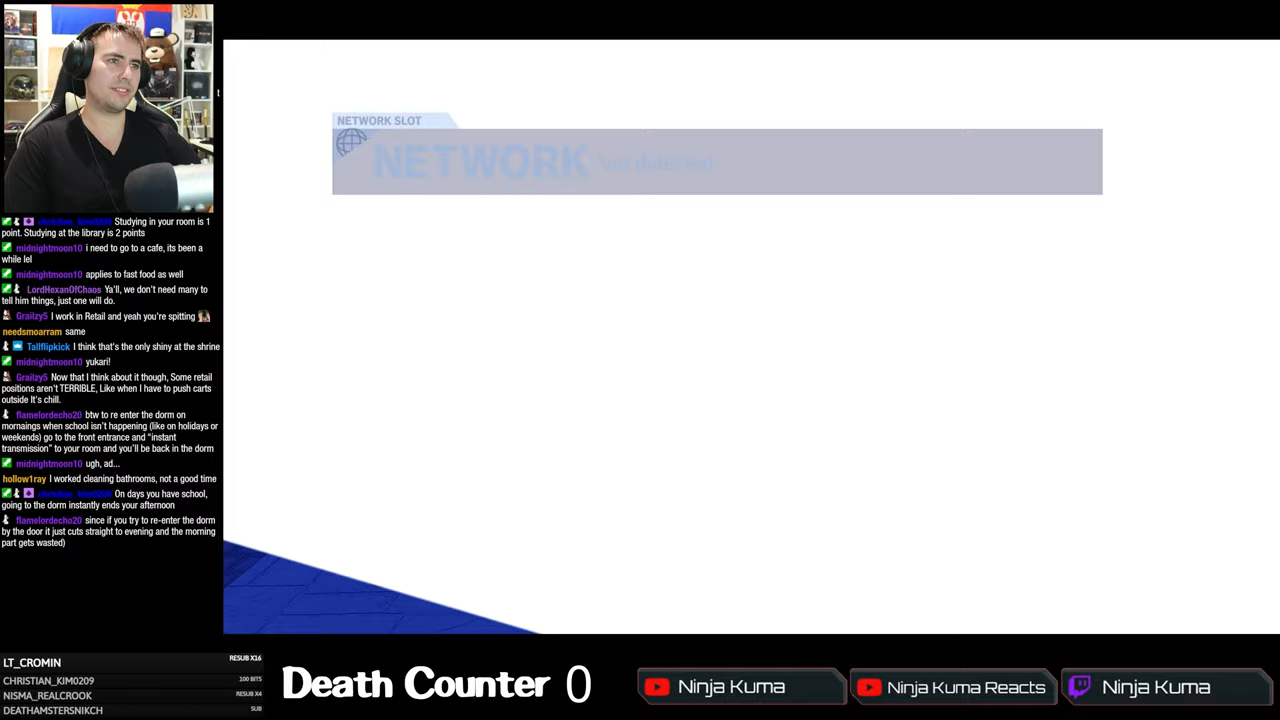 NETWORK SLOT
NETWORK
christian_kim0209 Studying in your room is 1
point. Studying at the library is 2 points
midnightmoon10 i need to go to a cafe, its been a
while lel
midnightmoon10 applies to fast food as well
LordHexanOfChaos Ya'll, we don't need many to
tell him things, just one will do.
Grailzy5 I work in Retail and yeah you're spitting
needsmoarram same
Tallflipkick I think that's the only shiny at the shrine
midnightmoon10 yukari!
Grailzy5 Now that I think about it though, Some retail
positions aren't TERRIBLE, Like when I have to push carts
outside It's chill.
flamelordecho20 btw to re enter the dorm on
mornaings when school isn't happening (like on holidays or
weekends) go to the front entrance and "instant
transmission" to your room and you'll be back in the dorm
midnightmoon10 ugh, ad...
hollow1ray I worked cleaning bathrooms, not a good time
christian_kim0209 On days you have school,
going to the dorm instantly ends your afternoon
flamelordecho20 since if you try to re-enter the dorm
by the door it just cuts straight to evening and the morning
part gets wasted)
LT_CROMIN RESUB X16
CHRISTIAN_KIM0209 100 BITS
NISMA_REALCROOK RESUB X4
DEATHAMSTERSNIKCH SUB
Death Counter 0
Ninja Kuma
Ninja Kuma Reacts
Ninja Kuma